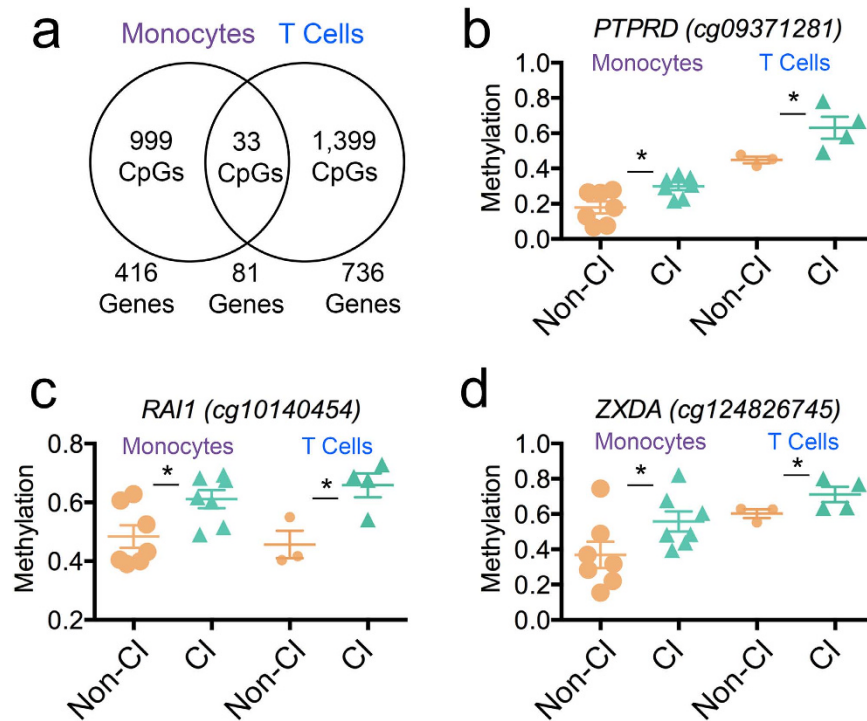 a
Monocytes T Cells
999 33 1,399
CpGs CpGs CpGs
416 81 736
Genes Genes Genes
b
PTPRD (cg09371281)
Monocytes T Cells
Methylation
1.0
0.8
0.6
0.4
0.2
0.0
* *
Non-CI CI Non-CI CI
c
RAI1 (cg10140454)
Monocytes T Cells
Methylation
0.8
0.6
0.4
0.2
* *
Non-CI CI Non-CI CI
d
ZXDA (cg124826745)
Monocytes T Cells
Methylation
1.0
0.8
0.6
0.4
0.2
0.0
* *
Non-CI CI Non-CI CI